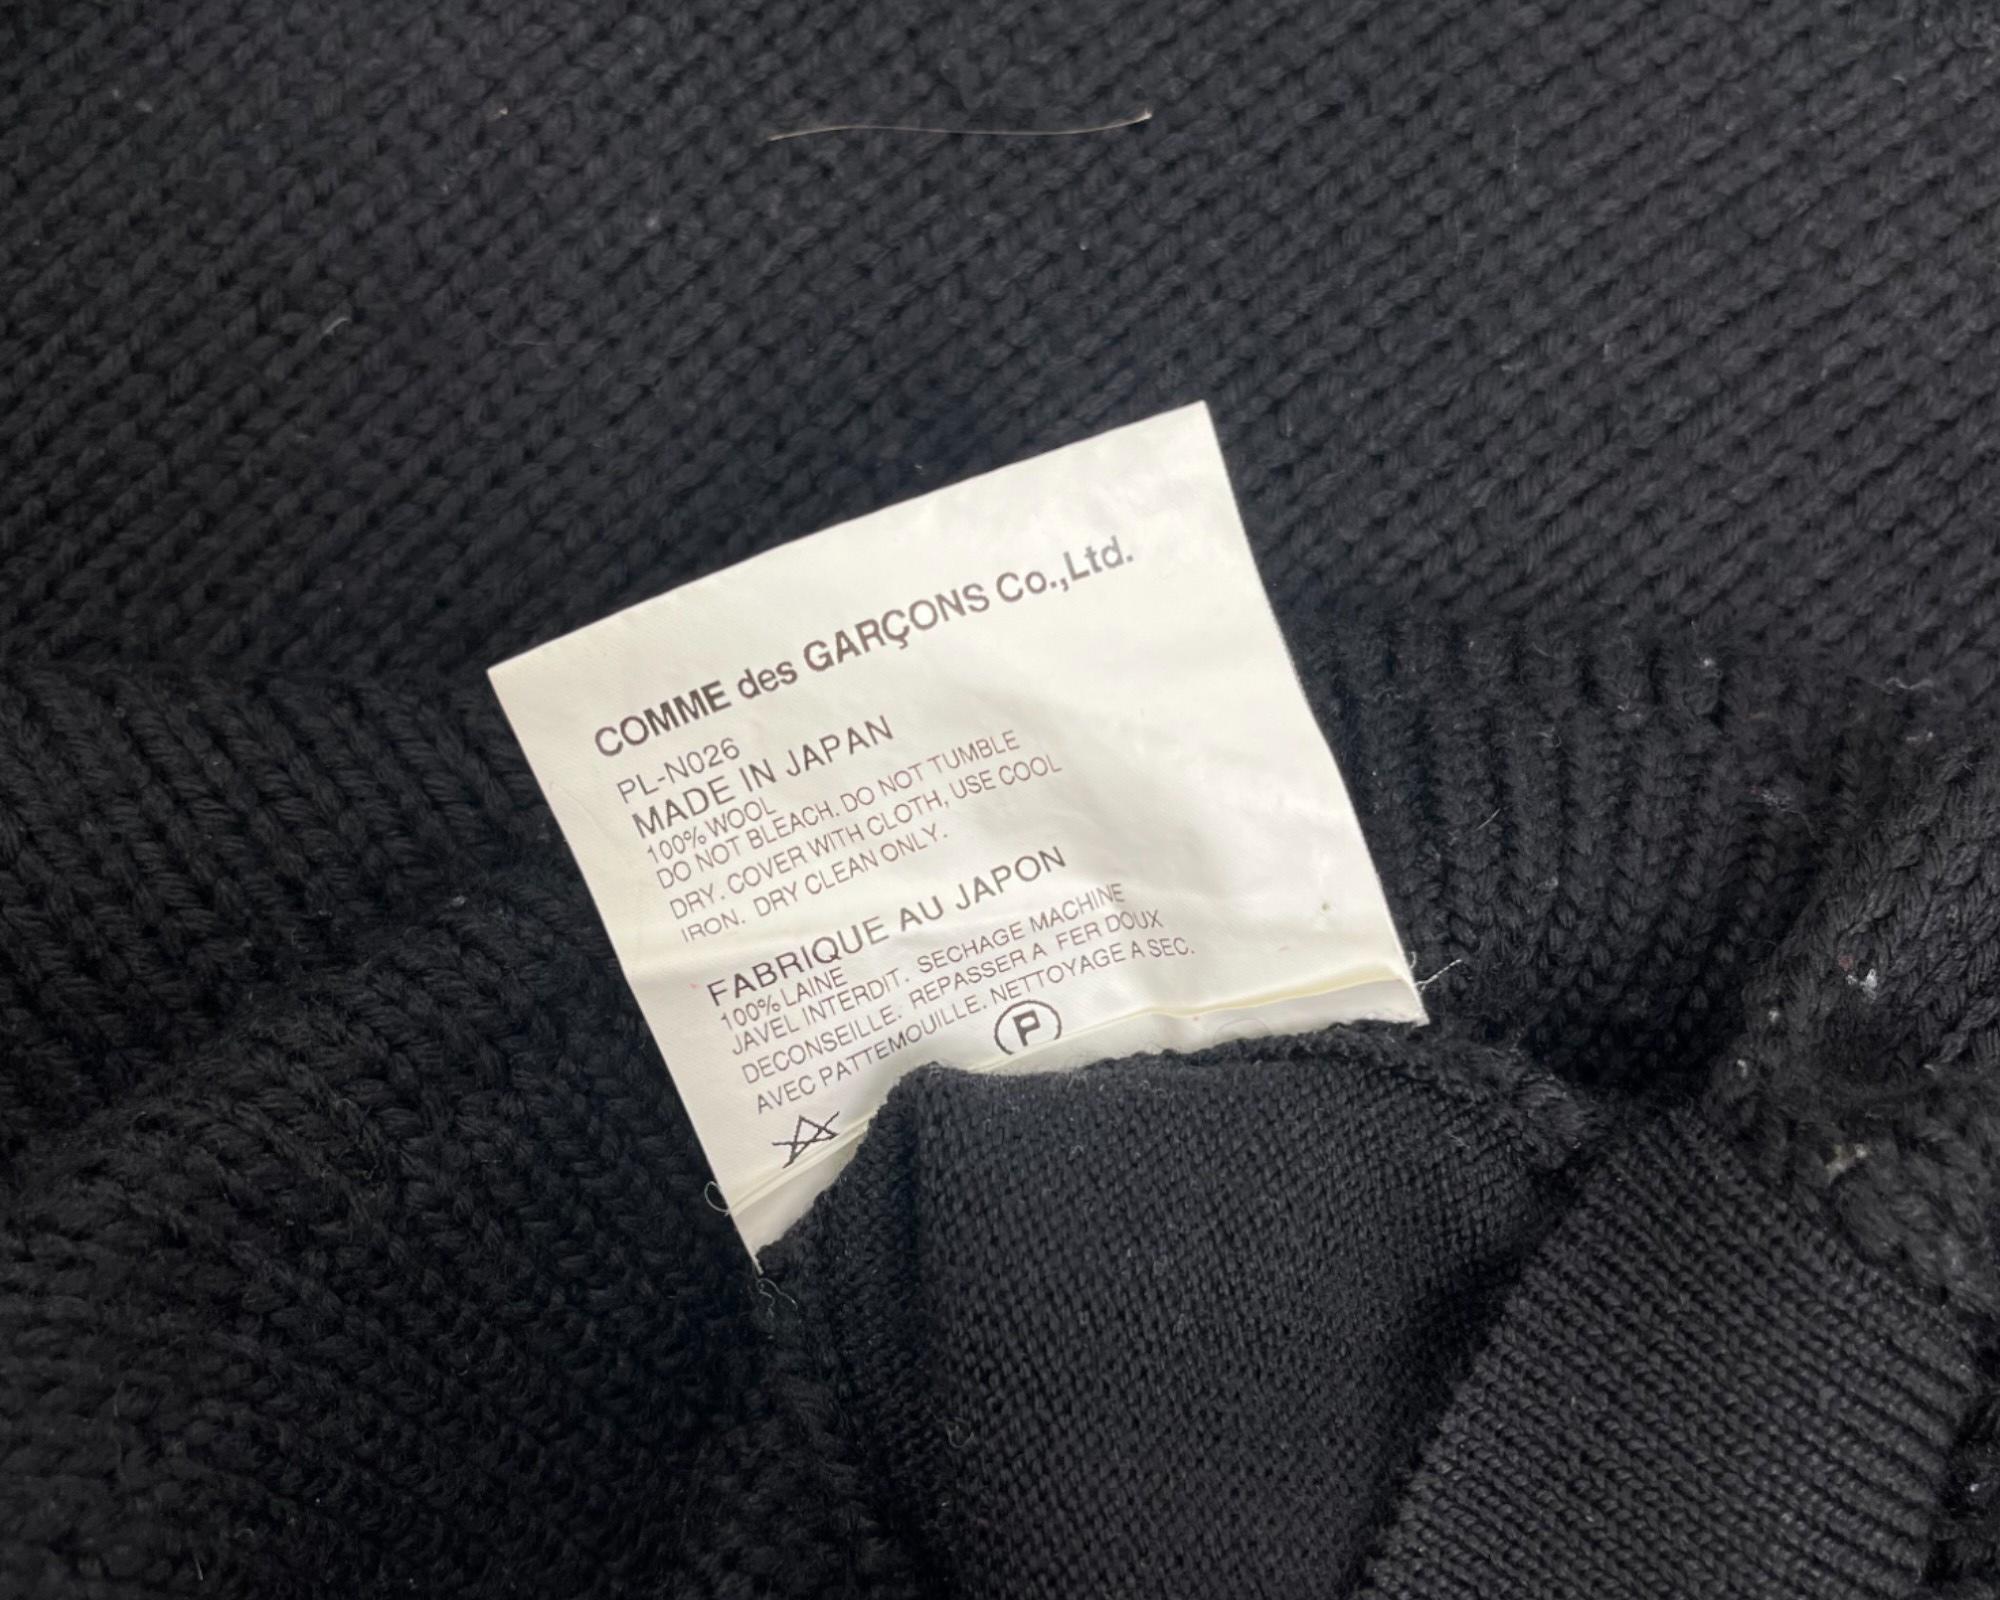 COMME des GARÇONS Co.,Ltd.
PL-N026
MADE IN JAPAN
100% WOOL
DO NOT BLEACH. DO NOT TUMBLE
DRY. COVER WITH CLOTH, USE COOL
IRON. DRY CLEAN ONLY.
FABRIQUE AU JAPON
100% LAINE
JAVEL INTERDIT. SECHAGE MACHINE
DECONSEILLE. REPASSER A FER DOUX
AVEC PATTEMOUILLE. NETTOYAGE A SEC.
P